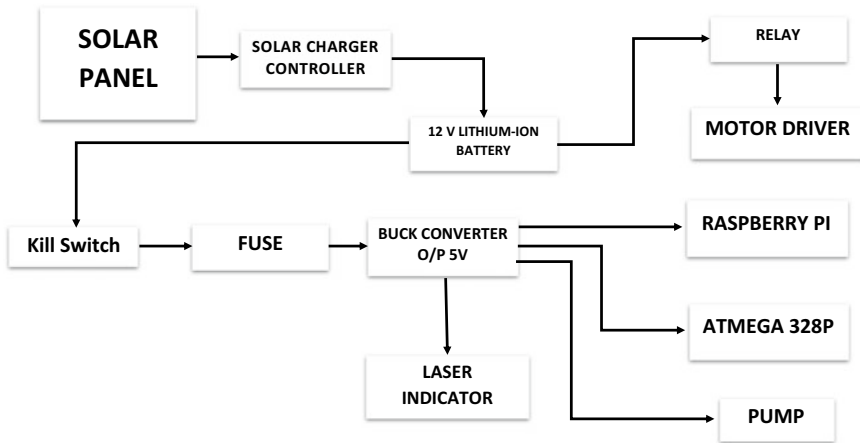 SOLAR
PANEL
SOLAR CHARGER
CONTROLLER
RELAY
12 V LITHIUM-ION
BATTERY
MOTOR DRIVER
Kill Switch
FUSE
BUCK CONVERTER
O/P 5V
RASPBERRY PI
ATMEGA 328P
LASER
INDICATOR
PUMP